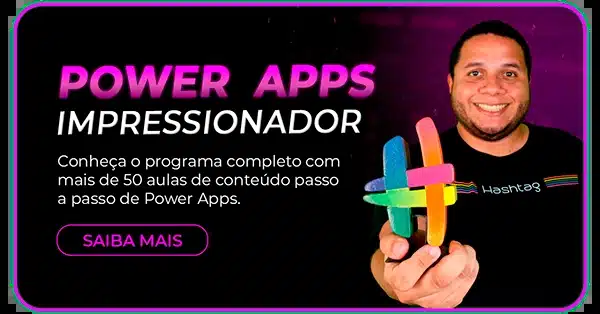 POWER APPS
IMPRESSIONADOR
Conheça o programa completo com
mais de 50 aulas de conteúdo passo
a passo de Power Apps.
SAIBA MAIS
Hashtag